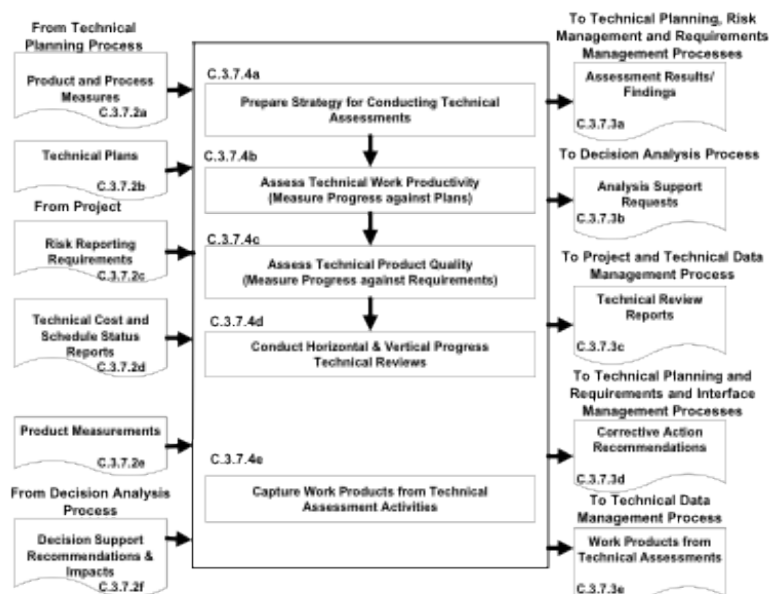 From Technical
Planning Process
Product and Process
Measures
C.3.7.2a
Technical Plans
C.3.7.2b
From Project
Risk Reporting
Requirements
C.3.7.2c
Technical Cost and
Schedule Status
Reports
C.3.7.2d
Product Measurements
C.3.7.2e
From Decision Analysis
Process
Decision Support
Recommendations &
Impacts
C.3.7.2f
C.3.7.4a
Prepare Strategy for Conducting Technical
Assessments
C.3.7.4b
Assess Technical Work Productivity
(Measure Progress against Plans)
C.3.7.4c
Assess Technical Product Quality
(Measure Progress against Requirements)
C.3.7.4d
Conduct Horizontal & Vertical Progress
Technical Reviews
C.3.7.4e
Capture Work Products from Technical
Assessment Activities
To Technical Planning, Risk
Management and Requirements
Management Processes
Assessment Results/
Findings
C.3.7.3a
To Decision Analysis Process
Analysis Support
Requests
C.3.7.3b
To Project and Technical Data
Management Process
Technical Review
Reports
C.3.7.3c
To Technical Planning and
Requirements and Interface
Management Processes
Corrective Action
Recommendations
C.3.7.3d
To Technical Data
Management Process
Work Products from
Technical Assessments
C.3.7.3e